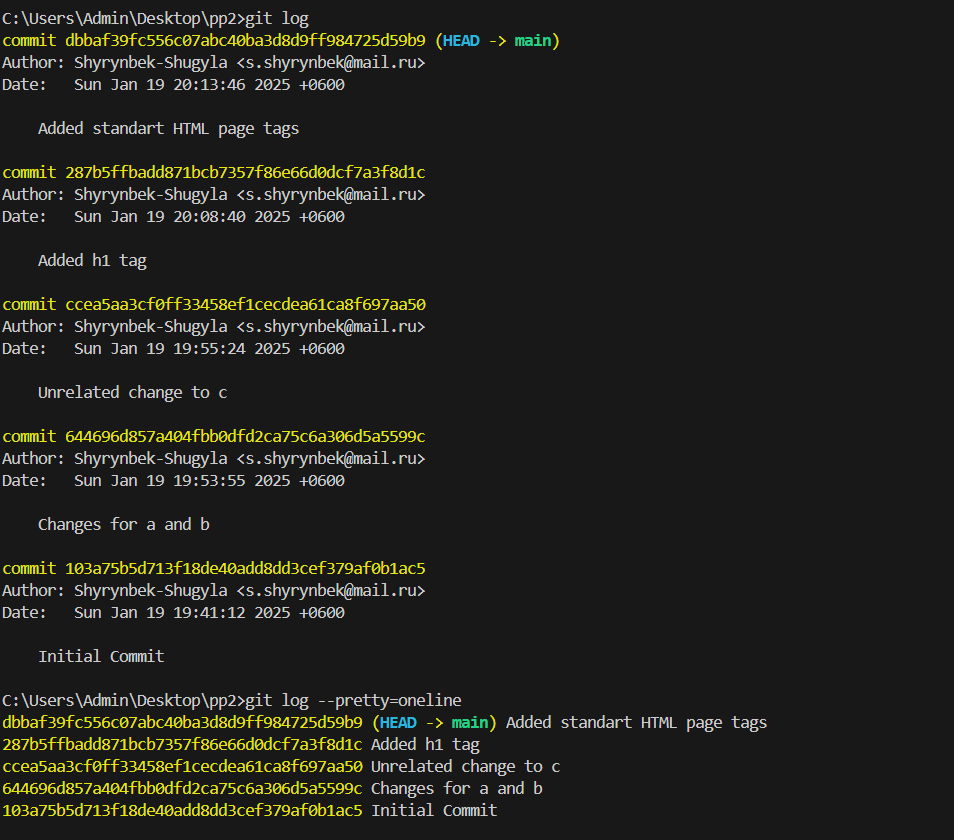 C:\Users\Admin\Desktop\pp2>git log
commit dbbaf39fc556c07abc40ba3d8d9ff984725d59b9 (HEAD -> main)
Author: Shyrynbek-Shugyla <s.shyrynbek@mail.ru>
Date:   Sun Jan 19 20:13:46 2025 +0600
    Added standart HTML page tags
commit 287b5ffbadd871bcb7357f86e66d0dcf7a3f8d1c
Author: Shyrynbek-Shugyla <s.shyrynbek@mail.ru>
Date:   Sun Jan 19 20:08:40 2025 +0600
    Added h1 tag
commit ccea5aa3cf0ff33458ef1cecdea61ca8f697aa50
Author: Shyrynbek-Shugyla <s.shyrynbek@mail.ru>
Date:   Sun Jan 19 19:55:24 2025 +0600
    Unrelated change to c
commit 644696d857a404fbb0dfd2ca75c6a306d5a5599c
Author: Shyrynbek-Shugyla <s.shyrynbek@mail.ru>
Date:   Sun Jan 19 19:53:55 2025 +0600
    Changes for a and b
commit 103a75b5d713f18de40add8dd3cef379af0b1ac5
Author: Shyrynbek-Shugyla <s.shyrynbek@mail.ru>
Date:   Sun Jan 19 19:41:12 2025 +0600
    Initial Commit
C:\Users\Admin\Desktop\pp2>git log --pretty=oneline
dbbaf39fc556c07abc40ba3d8d9ff984725d59b9 (HEAD -> main) Added standart HTML page tags
287b5ffbadd871bcb7357f86e66d0dcf7a3f8d1c Added h1 tag
ccea5aa3cf0ff33458ef1cecdea61ca8f697aa50 Unrelated change to c
644696d857a404fbb0dfd2ca75c6a306d5a5599c Changes for a and b
103a75b5d713f18de40add8dd3cef379af0b1ac5 Initial Commit